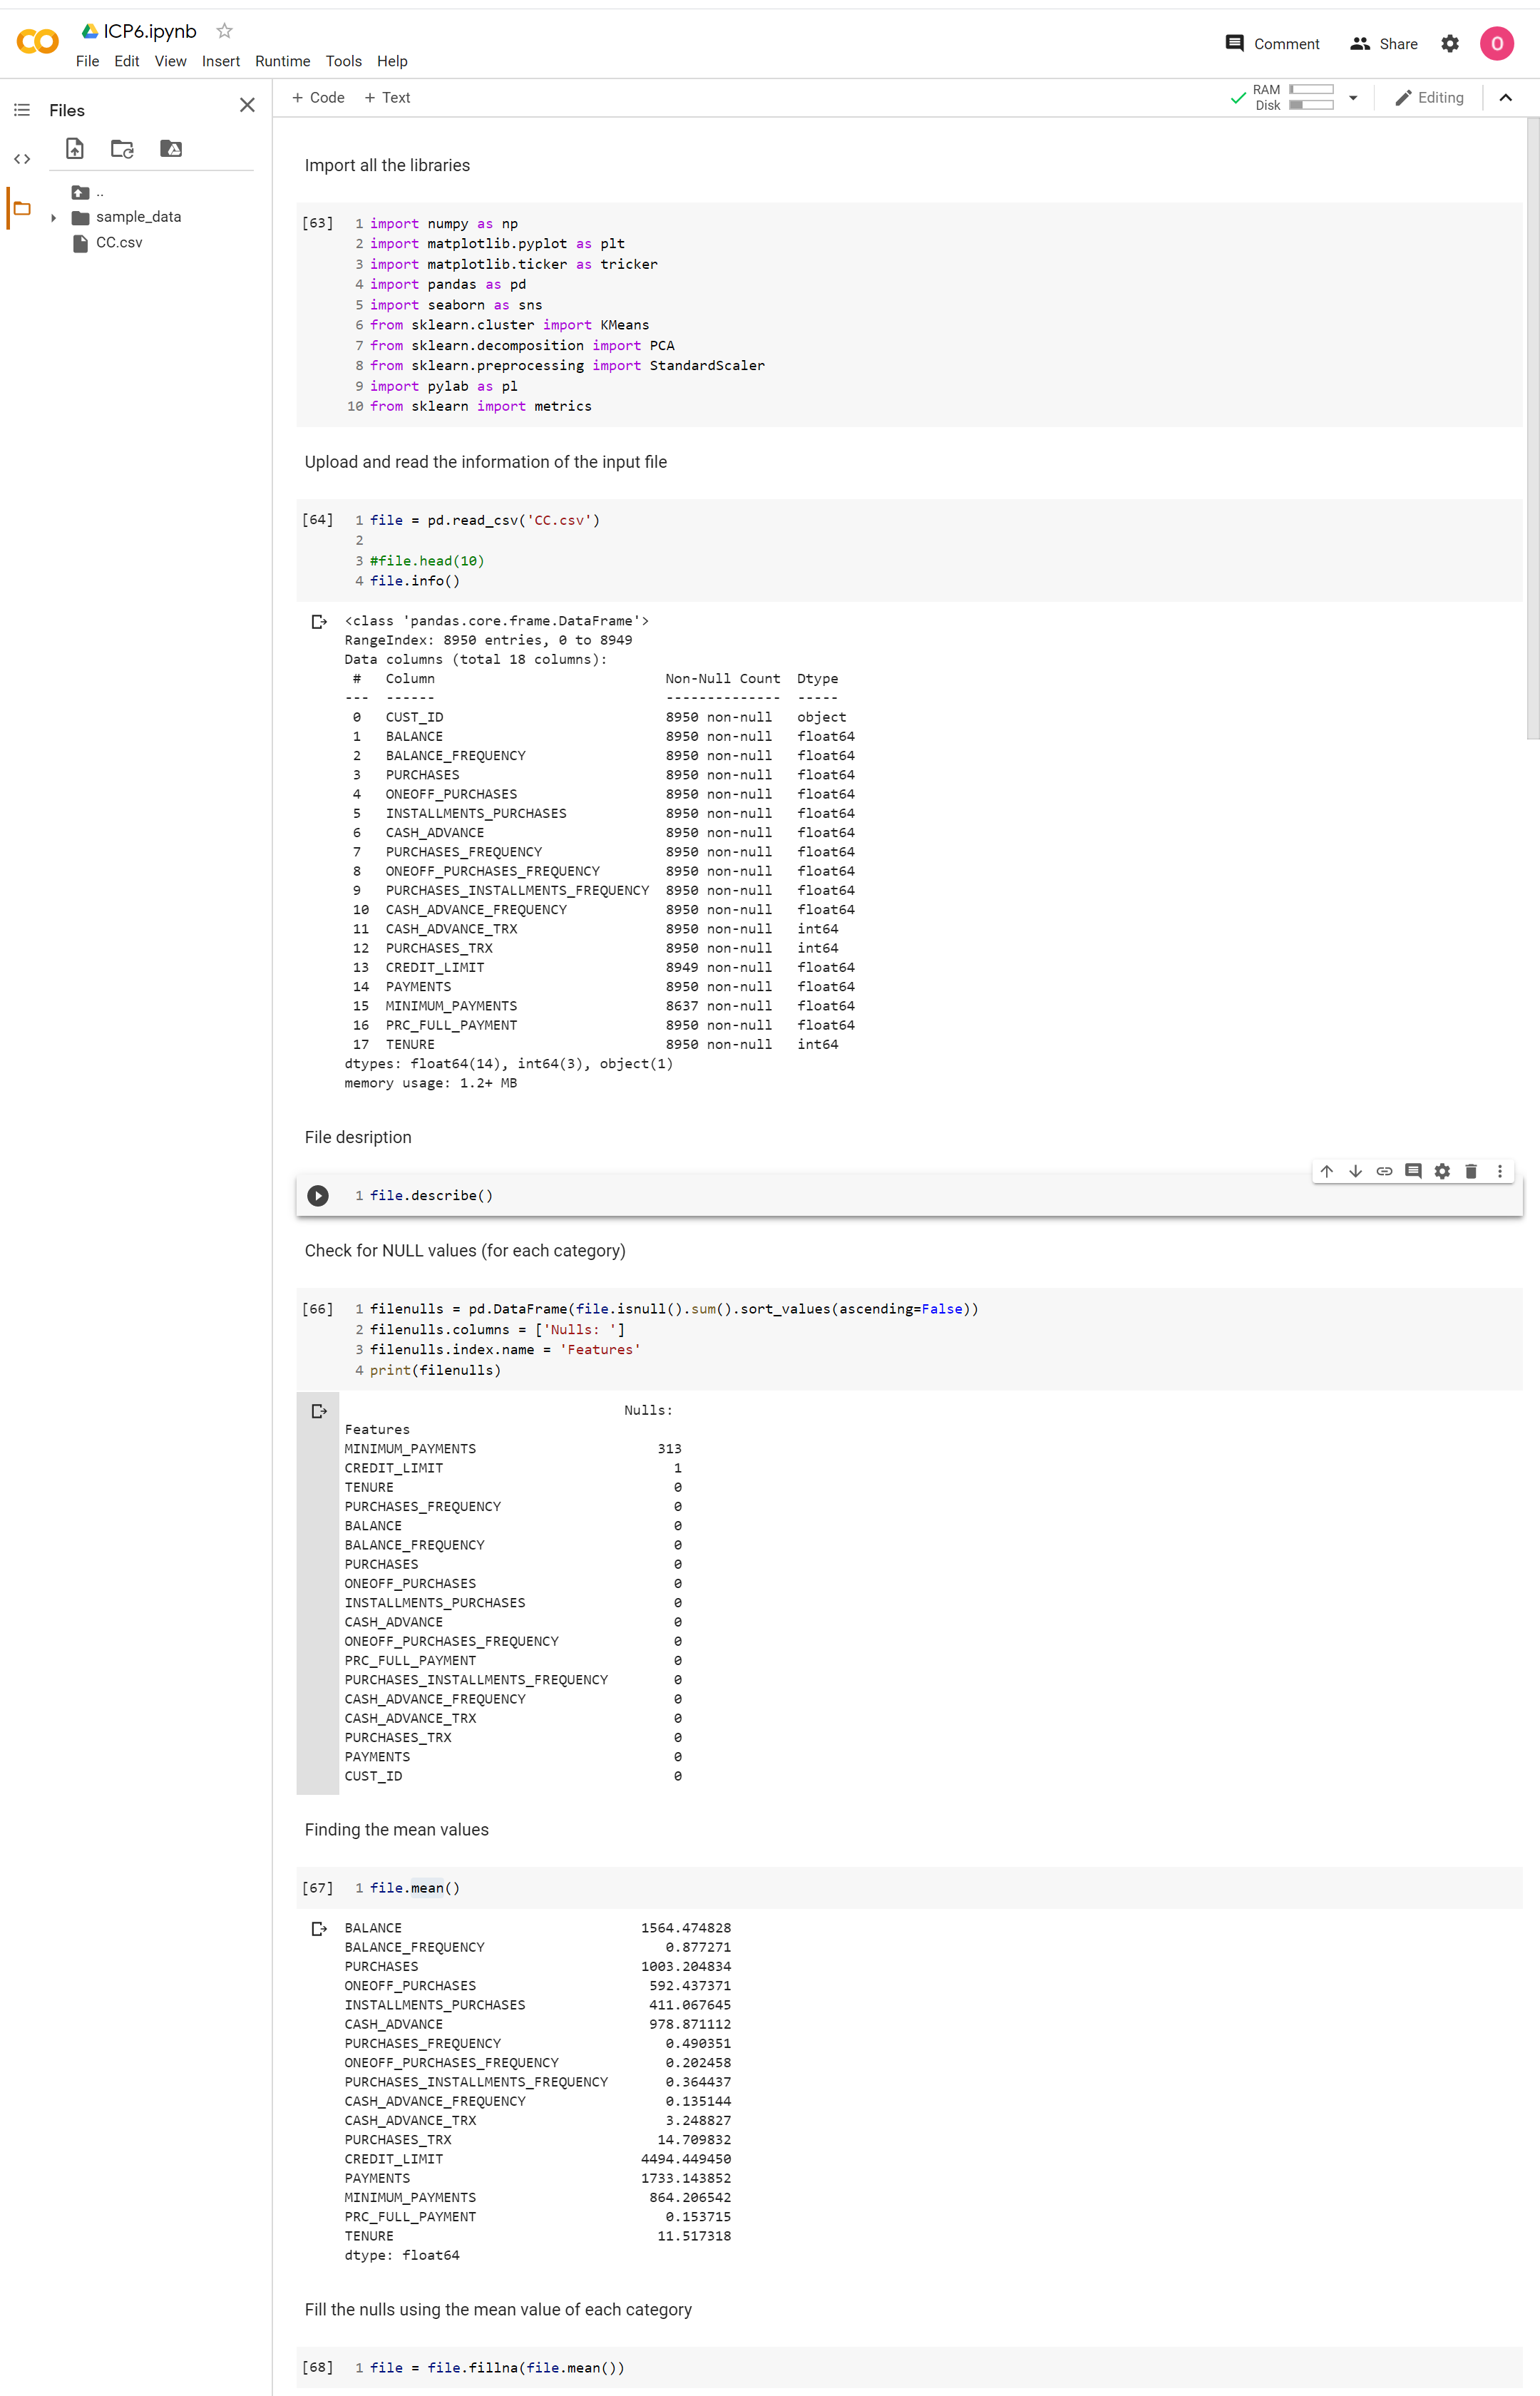 ICP6.ipynb
File Edit View Insert Runtime Tools Help
Comment Share O
Files
+ Code + Text
RAM
Disk
Editing
..
sample_data
CC.csv
Import all the libraries
[63] 1 import numpy as np
2 import matplotlib.pyplot as plt
3 import matplotlib.ticker as tricker
4 import pandas as pd
5 import seaborn as sns
6 from sklearn.cluster import KMeans
7 from sklearn.decomposition import PCA
8 from sklearn.preprocessing import StandardScaler
9 import pylab as pl
10 from sklearn import metrics
Upload and read the information of the input file
[64] 1 file = pd.read_csv('CC.csv')
2
3 #file.head(10)
4 file.info()
<class 'pandas.core.frame.DataFrame'>
RangeIndex: 8950 entries, 0 to 8949
Data columns (total 18 columns):
# Column Non-Null Count Dtype
--- ------ -------------- -----
0 CUST_ID 8950 non-null object
1 BALANCE 8950 non-null float64
2 BALANCE_FREQUENCY 8950 non-null float64
3 PURCHASES 8950 non-null float64
4 ONEOFF_PURCHASES 8950 non-null float64
5 INSTALLMENTS_PURCHASES 8950 non-null float64
6 CASH_ADVANCE 8950 non-null float64
7 PURCHASES_FREQUENCY 8950 non-null float64
8 ONEOFF_PURCHASES_FREQUENCY 8950 non-null float64
9 PURCHASES_INSTALLMENTS_FREQUENCY 8950 non-null float64
10 CASH_ADVANCE_FREQUENCY 8950 non-null float64
11 CASH_ADVANCE_TRX 8950 non-null int64
12 PURCHASES_TRX 8950 non-null int64
13 CREDIT_LIMIT 8949 non-null float64
14 PAYMENTS 8950 non-null float64
15 MINIMUM_PAYMENTS 8637 non-null float64
16 PRC_FULL_PAYMENT 8950 non-null float64
17 TENURE 8950 non-null int64
dtypes: float64(14), int64(3), object(1)
memory usage: 1.2+ MB
File desription
1 file.describe()
Check for NULL values (for each category)
[66] 1 filenulls = pd.DataFrame(file.isnull().sum().sort_values(ascending=False))
2 filenulls.columns = ['Nulls: ']
3 filenulls.index.name = 'Features'
4 print(filenulls)
Nulls:
Features
MINIMUM_PAYMENTS 313
CREDIT_LIMIT 1
TENURE 0
PURCHASES_FREQUENCY 0
BALANCE 0
BALANCE_FREQUENCY 0
PURCHASES 0
ONEOFF_PURCHASES 0
INSTALLMENTS_PURCHASES 0
CASH_ADVANCE 0
ONEOFF_PURCHASES_FREQUENCY 0
PRC_FULL_PAYMENT 0
PURCHASES_INSTALLMENTS_FREQUENCY 0
CASH_ADVANCE_FREQUENCY 0
CASH_ADVANCE_TRX 0
PURCHASES_TRX 0
PAYMENTS 0
CUST_ID 0
Finding the mean values
[67] 1 file.mean()
BALANCE 1564.474828
BALANCE_FREQUENCY 0.877271
PURCHASES 1003.204834
ONEOFF_PURCHASES 592.437371
INSTALLMENTS_PURCHASES 411.067645
CASH_ADVANCE 978.871112
PURCHASES_FREQUENCY 0.490351
ONEOFF_PURCHASES_FREQUENCY 0.202458
PURCHASES_INSTALLMENTS_FREQUENCY 0.364437
CASH_ADVANCE_FREQUENCY 0.135144
CASH_ADVANCE_TRX 3.248827
PURCHASES_TRX 14.709832
CREDIT_LIMIT 4494.449450
PAYMENTS 1733.143852
MINIMUM_PAYMENTS 864.206542
PRC_FULL_PAYMENT 0.153715
TENURE 11.517318
dtype: float64
Fill the nulls using the mean value of each category
[68] 1 file = file.fillna(file.mean())